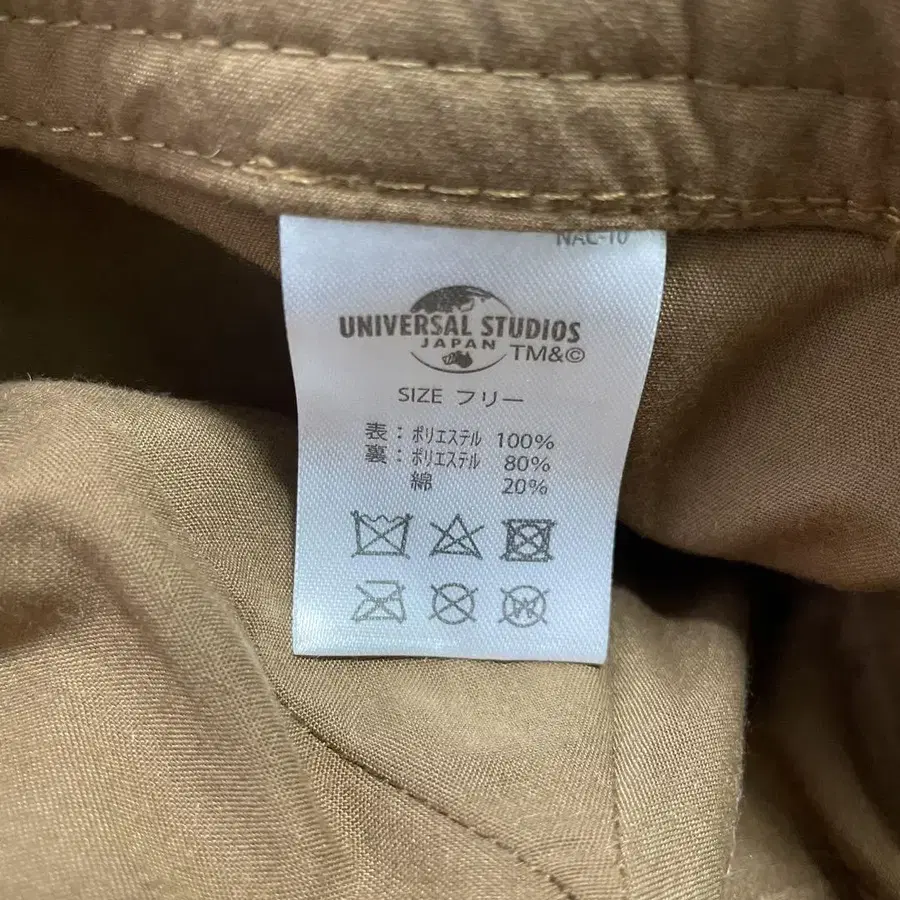 NAC-10
UNIVERSAL STUDIOS
JAPAN TM&©
SIZE フリー
表：ポリエステル 100%
裏：ポリエステル 80%
綿 20%
W